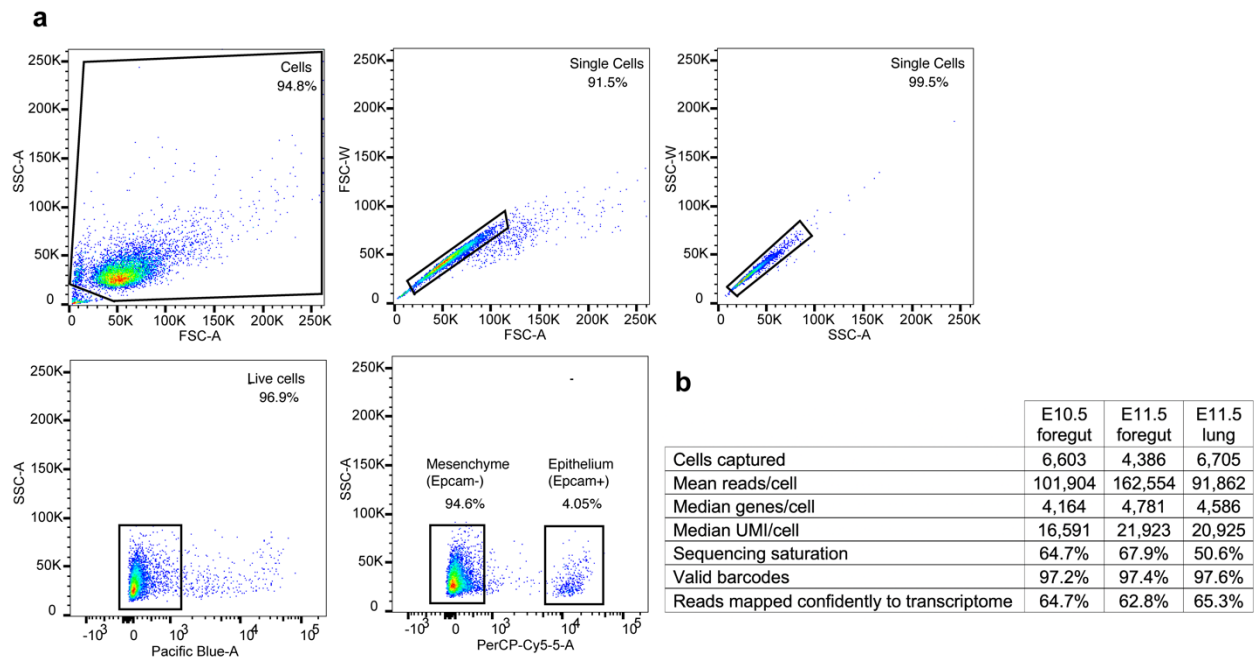 a
Cells
94.8%
250K
200K
150K
100K
50K
0
SSC-A
0 50K 100K 150K 200K 250K
FSC-A
Single Cells
91.5%
250K
200K
150K
100K
50K
0
FSC-W
0 50K 100K 150K 200K 250K
FSC-A
Single Cells
99.5%
250K
200K
150K
100K
50K
0
SSC-W
0 50K 100K 150K 200K 250K
SSC-A
Live cells
96.9%
250K
200K
150K
100K
50K
0
SSC-A
-10³ 0 10³ 10⁴ 10⁵
Pacific Blue-A
Mesenchyme
(Epcam-)
94.6%
Epithelium
(Epcam+)
4.05%
250K
200K
150K
100K
50K
0
SSC-A
-10³ 0 10³ 10⁴ 10⁵
PerCP-Cy5-5-A
b
E10.5 foregut E11.5 foregut E11.5 lung
Cells captured 6,603 4,386 6,705
Mean reads/cell 101,904 162,554 91,862
Median genes/cell 4,164 4,781 4,586
Median UMI/cell 16,591 21,923 20,925
Sequencing saturation 64.7% 67.9% 50.6%
Valid barcodes 97.2% 97.4% 97.6%
Reads mapped confidently to transcriptome 64.7% 62.8% 65.3%